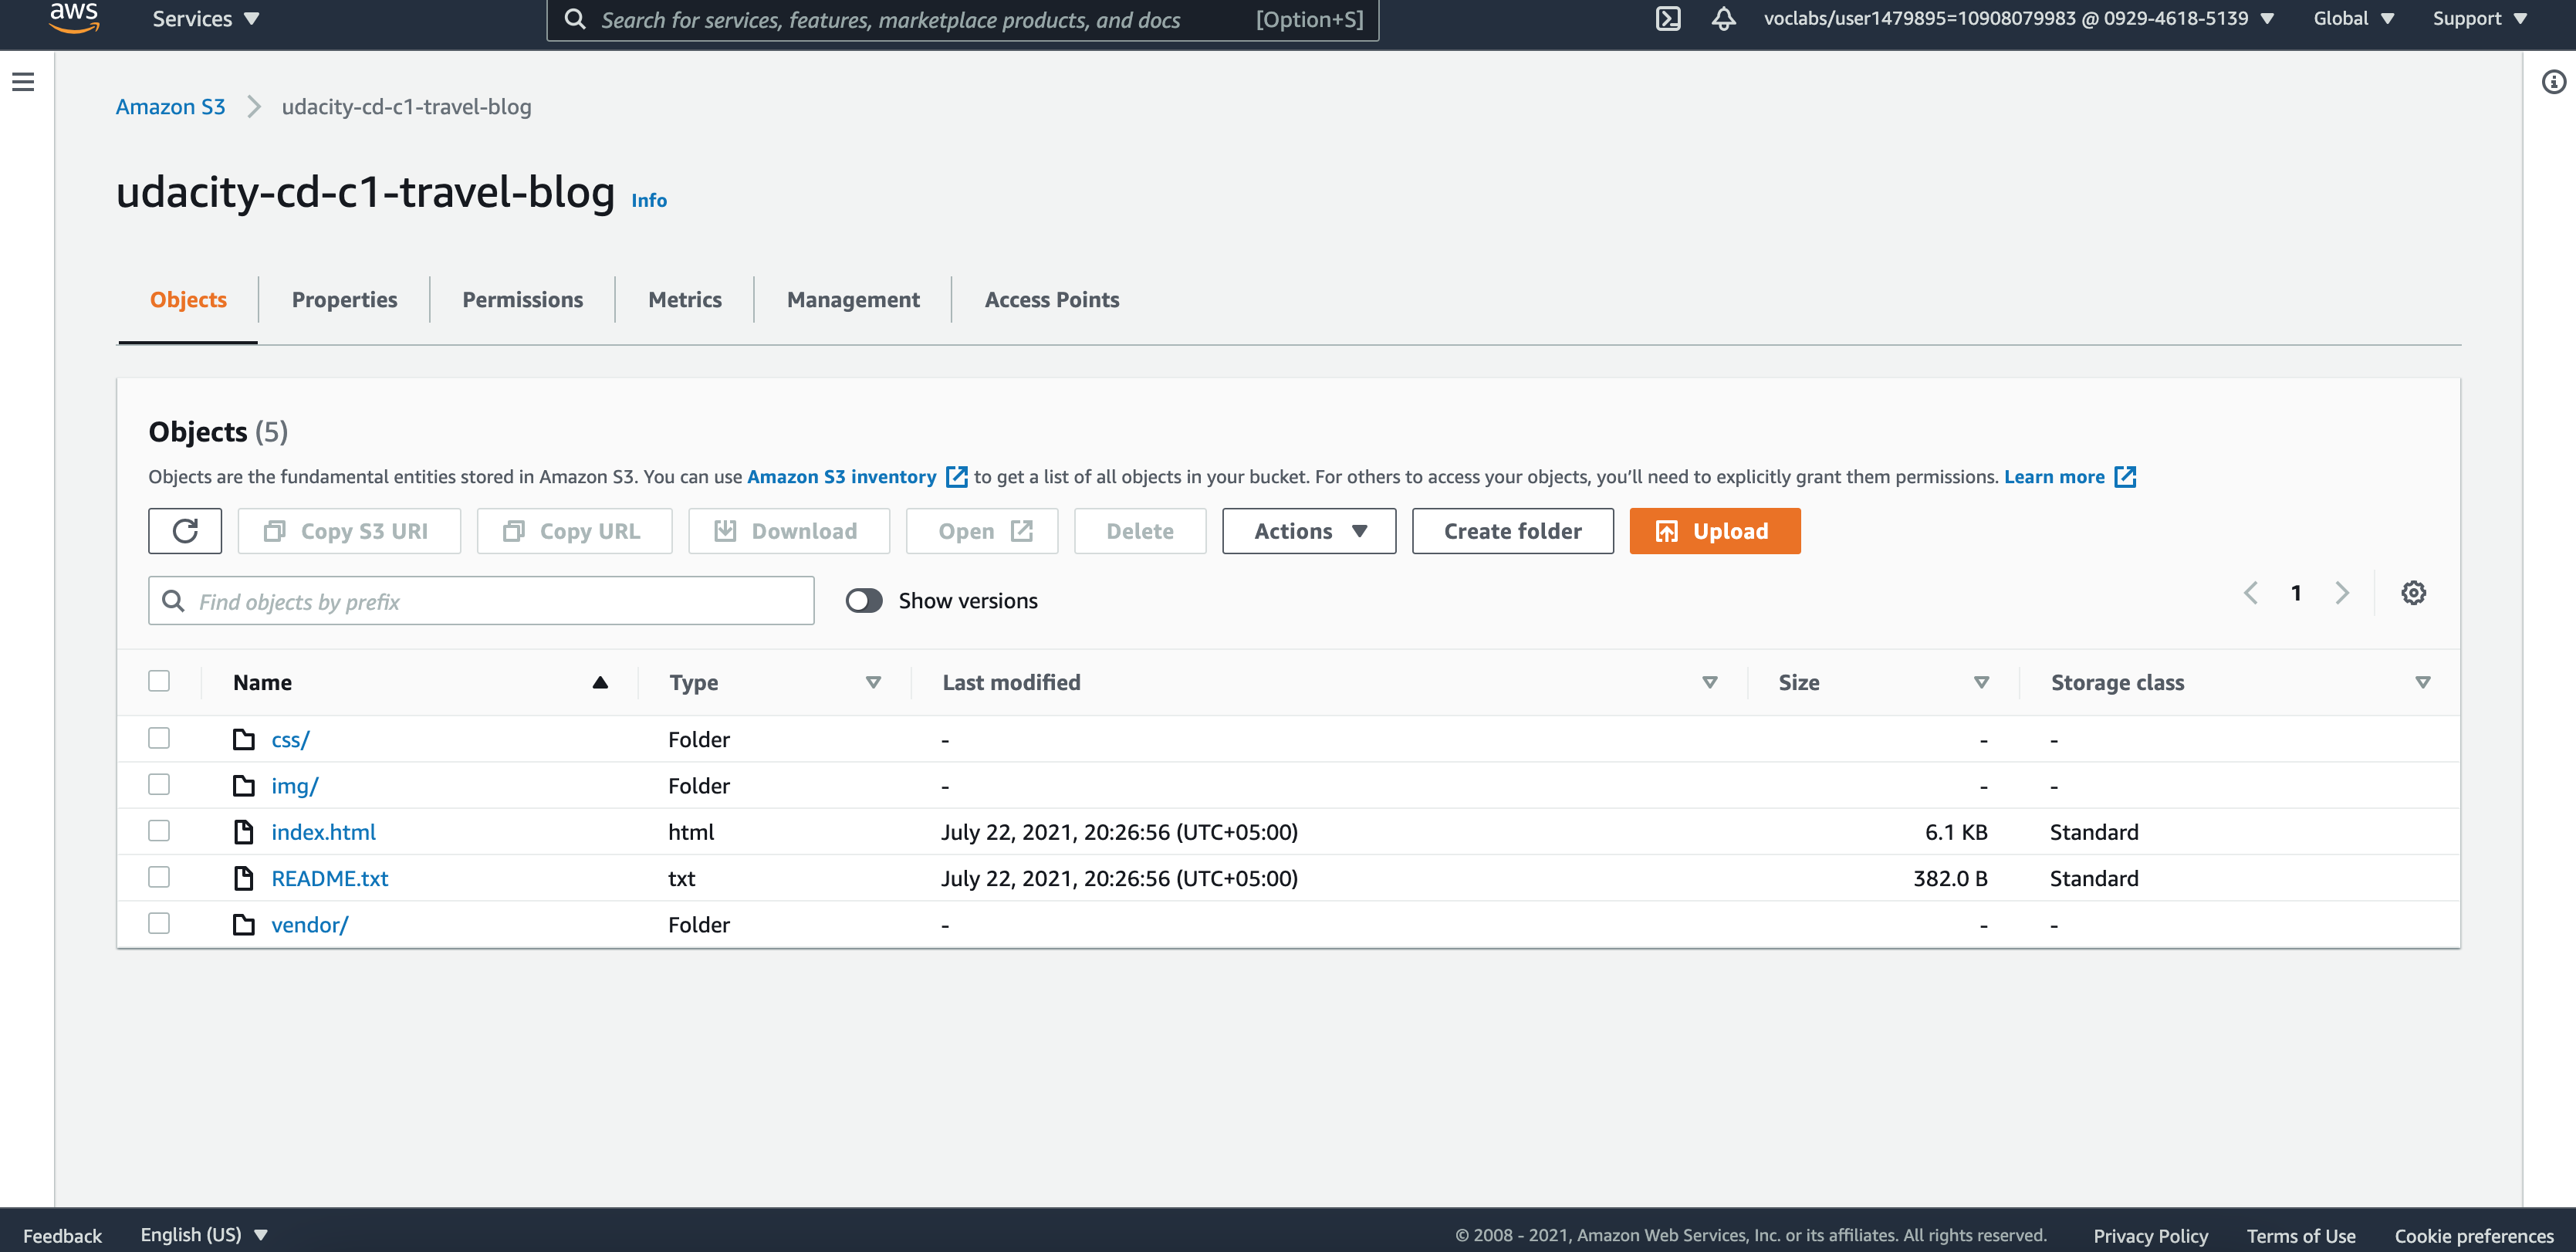 aws Services Search for services, features, marketplace products, and docs [Option+S] voclabs/user1479895=10908079983 @ 0929-4618-5139 Global Support
Amazon S3 udacity-cd-c1-travel-blog
udacity-cd-c1-travel-blog Info
Objects Properties Permissions Metrics Management Access Points
Objects (5)
Objects are the fundamental entities stored in Amazon S3. You can use Amazon S3 inventory to get a list of all objects in your bucket. For others to access your objects, you’ll need to explicitly grant them permissions. Learn more
Copy S3 URI Copy URL Download Open Delete Actions Create folder Upload
Find objects by prefix Show versions 1
Name Type Last modified Size Storage class
css/ Folder - - -
img/ Folder - - -
index.html html July 22, 2021, 20:26:56 (UTC+05:00) 6.1 KB Standard
README.txt txt July 22, 2021, 20:26:56 (UTC+05:00) 382.0 B Standard
vendor/ Folder - - -
Feedback English (US) © 2008 - 2021, Amazon Web Services, Inc. or its affiliates. All rights reserved. Privacy Policy Terms of Use Cookie preferences